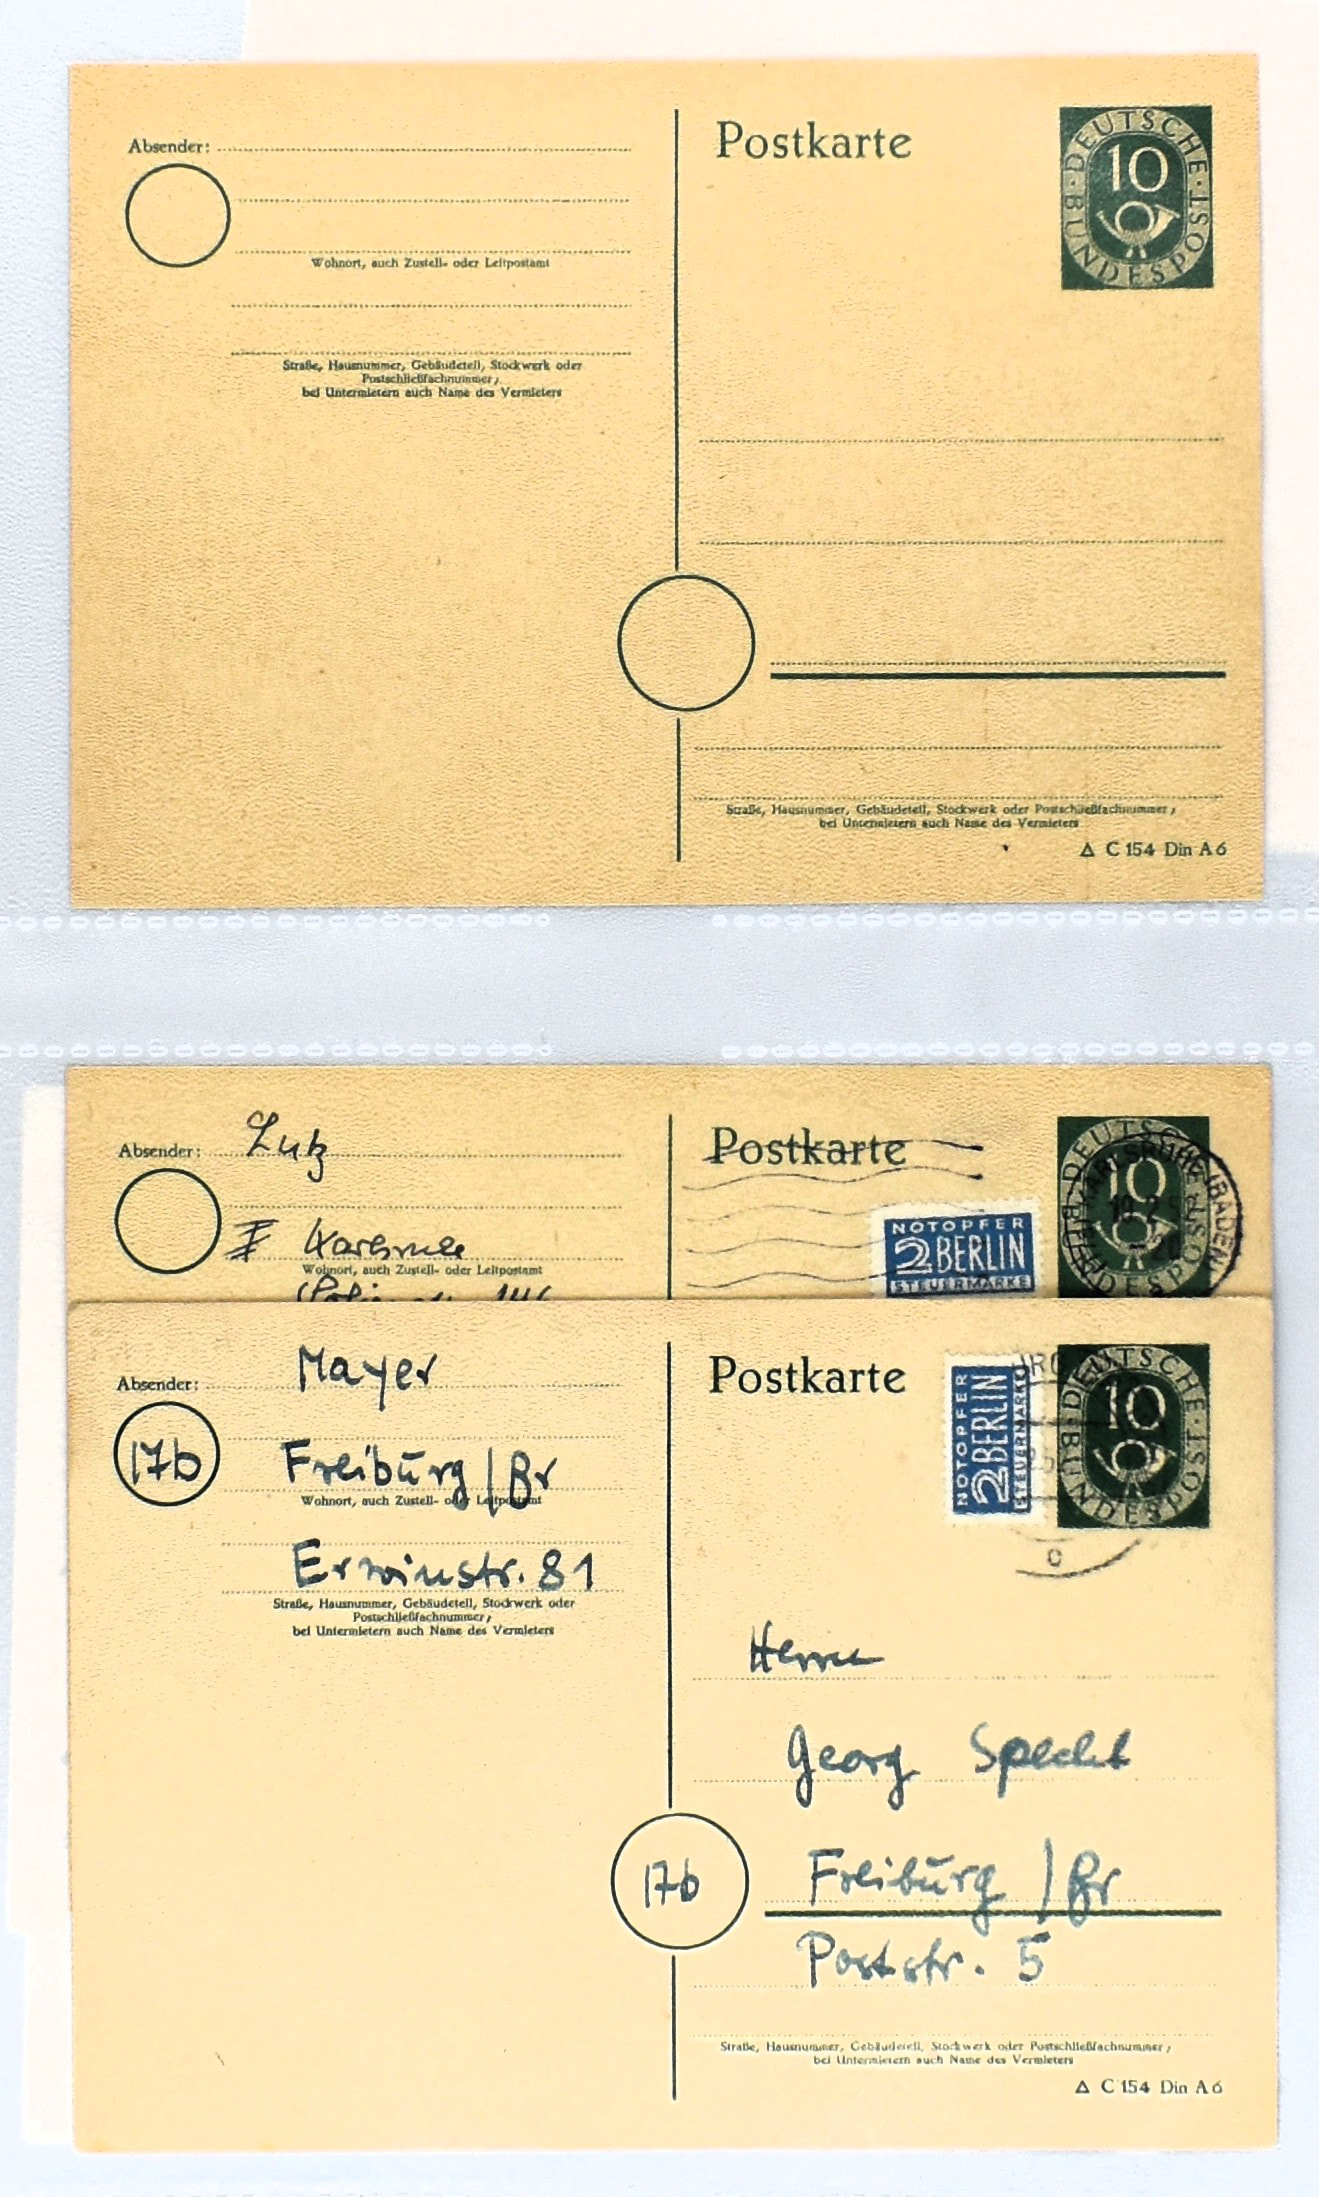 Absender:
Wohnort, auch Zustell- oder Leitpostamt
Straße, Hausnummer, Gebäudeteil, Stockwerk oder
Postschließfachnummer;
bei Untermietern auch Name des Vermieters
Postkarte
DEUTSCHE BUNDESPOST
10
Straße, Hausnummer, Gebäudeteil, Stockwerk oder Postschließfachnummer;
bei Untermietern auch Name des Vermieters
△ C 154 Din A 6
Absender: Lutz
Karlsruhe
Wohnort, auch Zustell- oder Leitpostamt
Postkarte
NOTOPFER
2 BERLIN
STEUERMARKE
DEUTSCHE BUNDESPOST
10
KARLSRUHE (BADEN)
Absender: Mayer
17b
Freiburg / Br
Wohnort, auch Zustell- oder Leitpostamt
Erwinstr. 81
Straße, Hausnummer, Gebäudeteil, Stockwerk oder
Postschließfachnummer;
bei Untermietern auch Name des Vermieters
Postkarte
NOTOPFER
2 BERLIN
STEUERMARKE
DEUTSCHE BUNDESPOST
10
c
Herrn
Georg Specht
17b
Freiburg / Br
Poststr. 5
Straße, Hausnummer, Gebäudeteil, Stockwerk oder Postschließfachnummer;
bei Untermietern auch Name des Vermieters
△ C 154 Din A 6